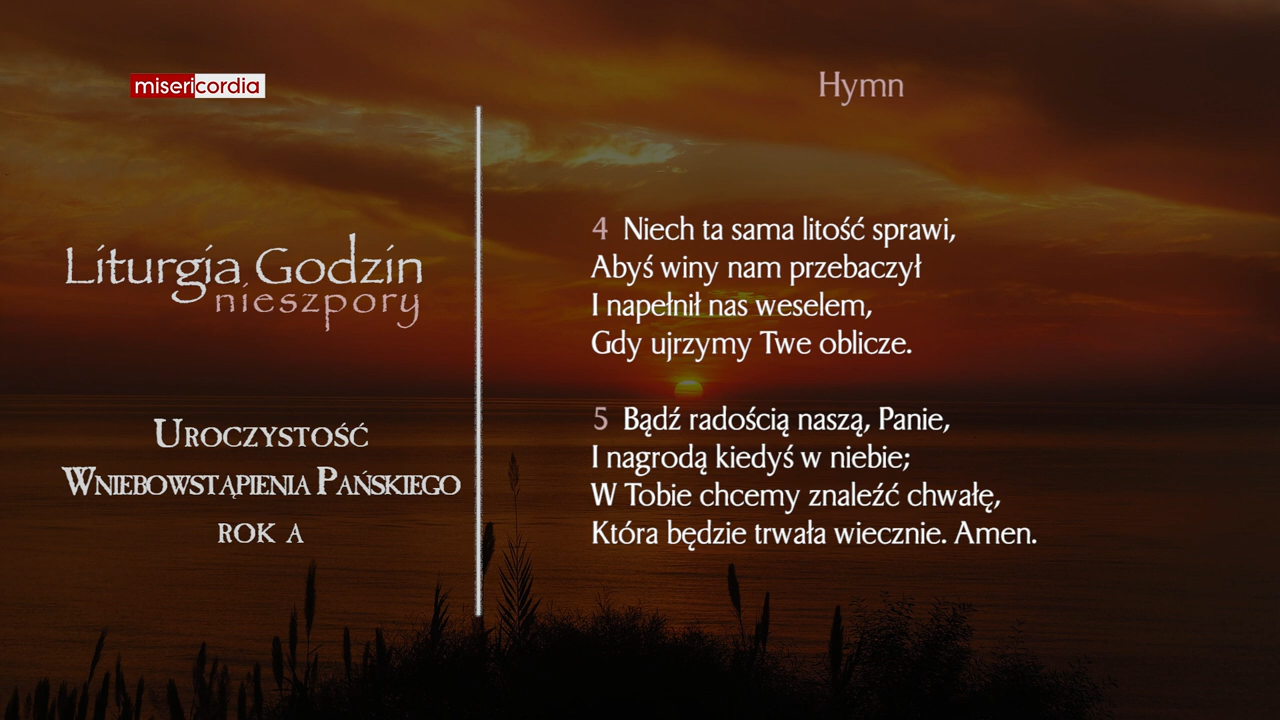 misericordia
Liturgia Godzin
nieszpory
Uroczystość
Wniebowstąpienia Pańskiego
rok a
Hymn
4 Niech ta sama litość sprawi,
Abyś winy nam przebaczył
I napełnił nas weselem,
Gdy ujrzymy Twe oblicze.
5 Bądź radością naszą, Panie,
I nagrodą kiedyś w niebie;
W Tobie chcemy znaleźć chwałę,
Która będzie trwała wiecznie. Amen.